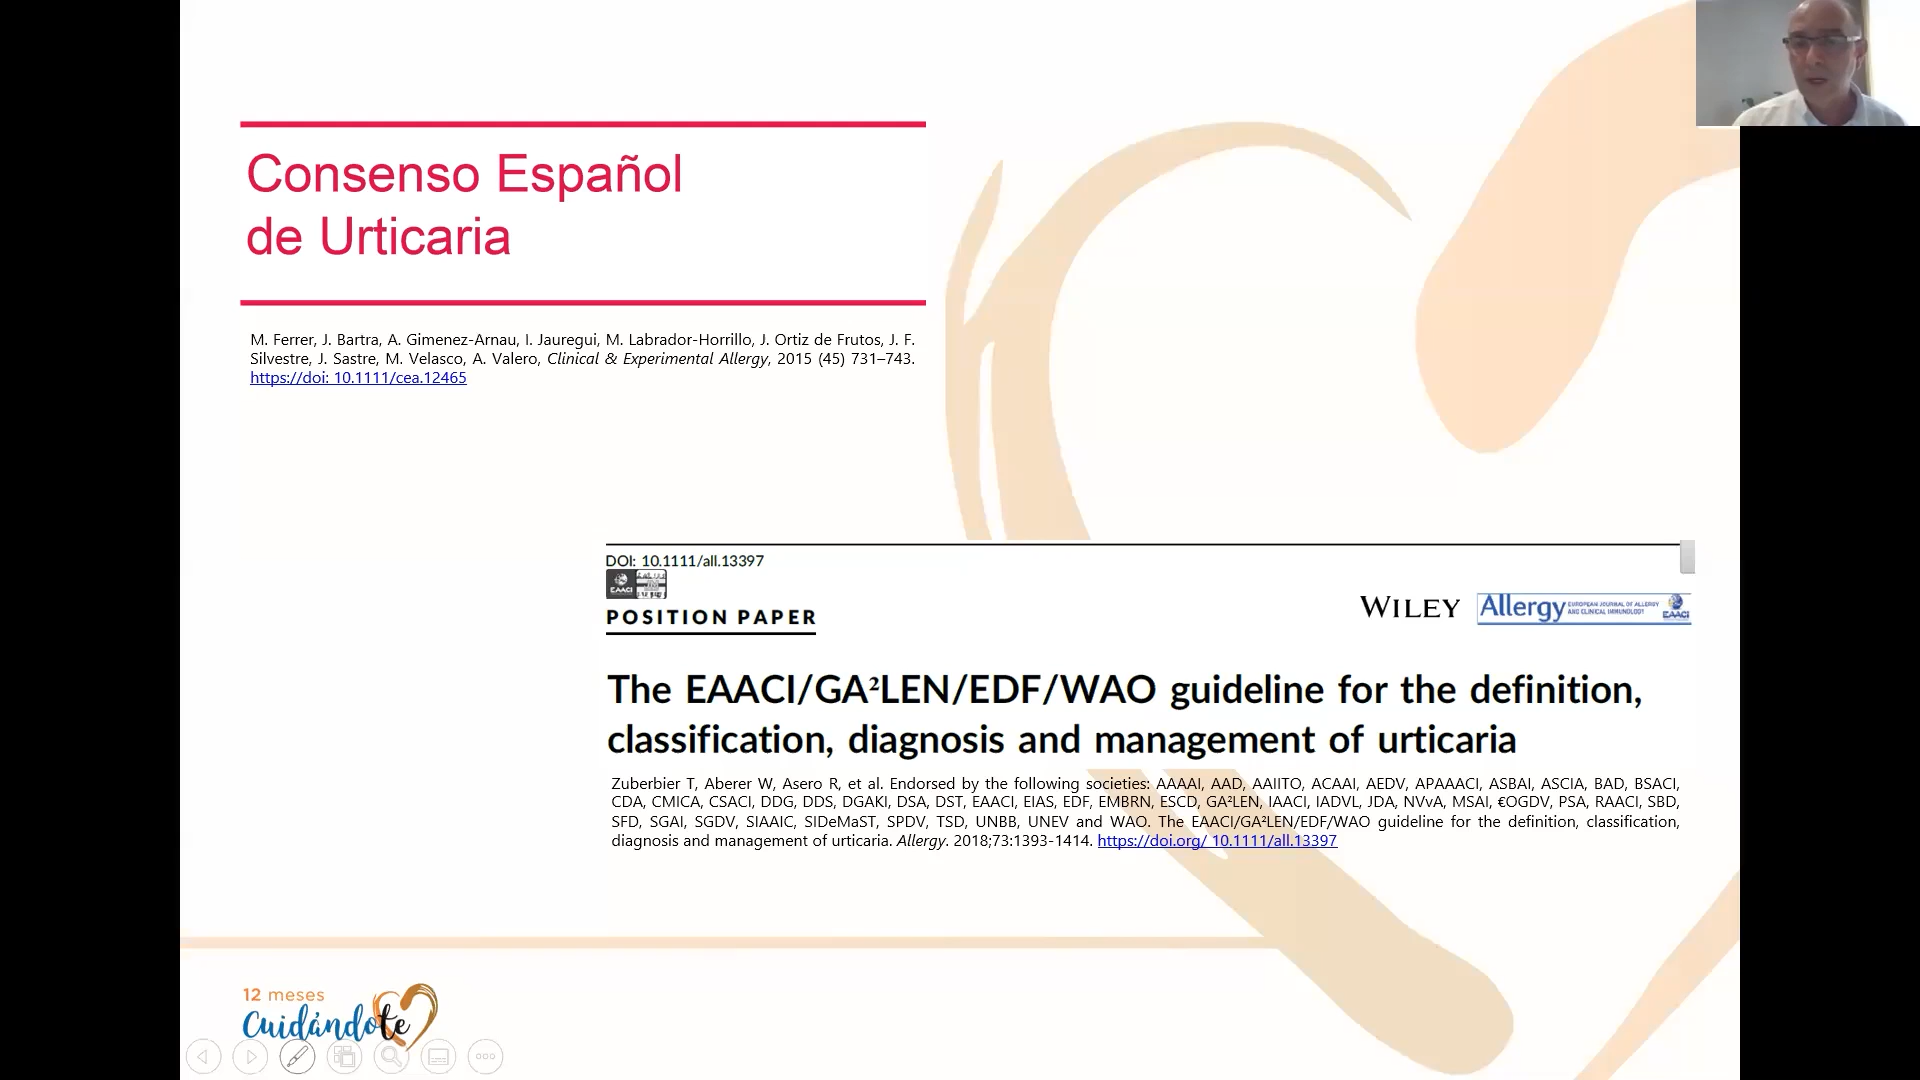 Consenso Español
de Urticaria
M. Ferrer, J. Bartra, A. Gimenez-Arnau, I. Jauregui, M. Labrador-Horrillo, J. Ortiz de Frutos, J. F.
Silvestre, J. Sastre, M. Velasco, A. Valero, Clinical & Experimental Allergy, 2015 (45) 731–743.
https://doi: 10.1111/cea.12465
DOI: 10.1111/all.13397
EAACI
POSITION PAPER
WILEY Allergy EUROPEAN JOURNAL OF ALLERGY AND CLINICAL IMMUNOLOGY EAACI
The EAACI/GA²LEN/EDF/WAO guideline for the definition,
classification, diagnosis and management of urticaria
Zuberbier T, Aberer W, Asero R, et al. Endorsed by the following societies: AAAAI, AAD, AAIITO, ACAAI, AEDV, APAAACI, ASBAI, ASCIA, BAD, BSACI,
CDA, CMICA, CSACI, DDG, DDS, DGAKI, DSA, DST, EAACI, EIAS, EDF, EMBRN, ESCD, GA²LEN, IAACI, IADVL, JDA, NVvA, MSAI, €OGDV, PSA, RAACI, SBD,
SFD, SGAI, SGDV, SIAAIC, SIDeMaST, SPDV, TSD, UNBB, UNEV and WAO. The EAACI/GA²LEN/EDF/WAO guideline for the definition, classification,
diagnosis and management of urticaria. Allergy. 2018;73:1393-1414. https://doi.org/ 10.1111/all.13397
12 meses
Cuidándote